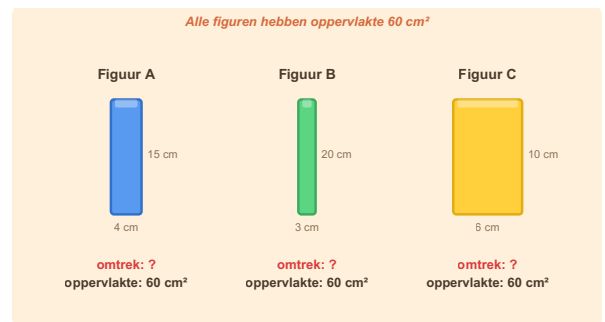 Alle figuren hebben oppervlakte 60 cm²
Figuur A
Figuur B
Figuur C
15 cm
20 cm
10 cm
4 cm
3 cm
6 cm
omtrek: ?
omtrek: ?
omtrek: ?
oppervlakte: 60 cm²
oppervlakte: 60 cm²
oppervlakte: 60 cm²